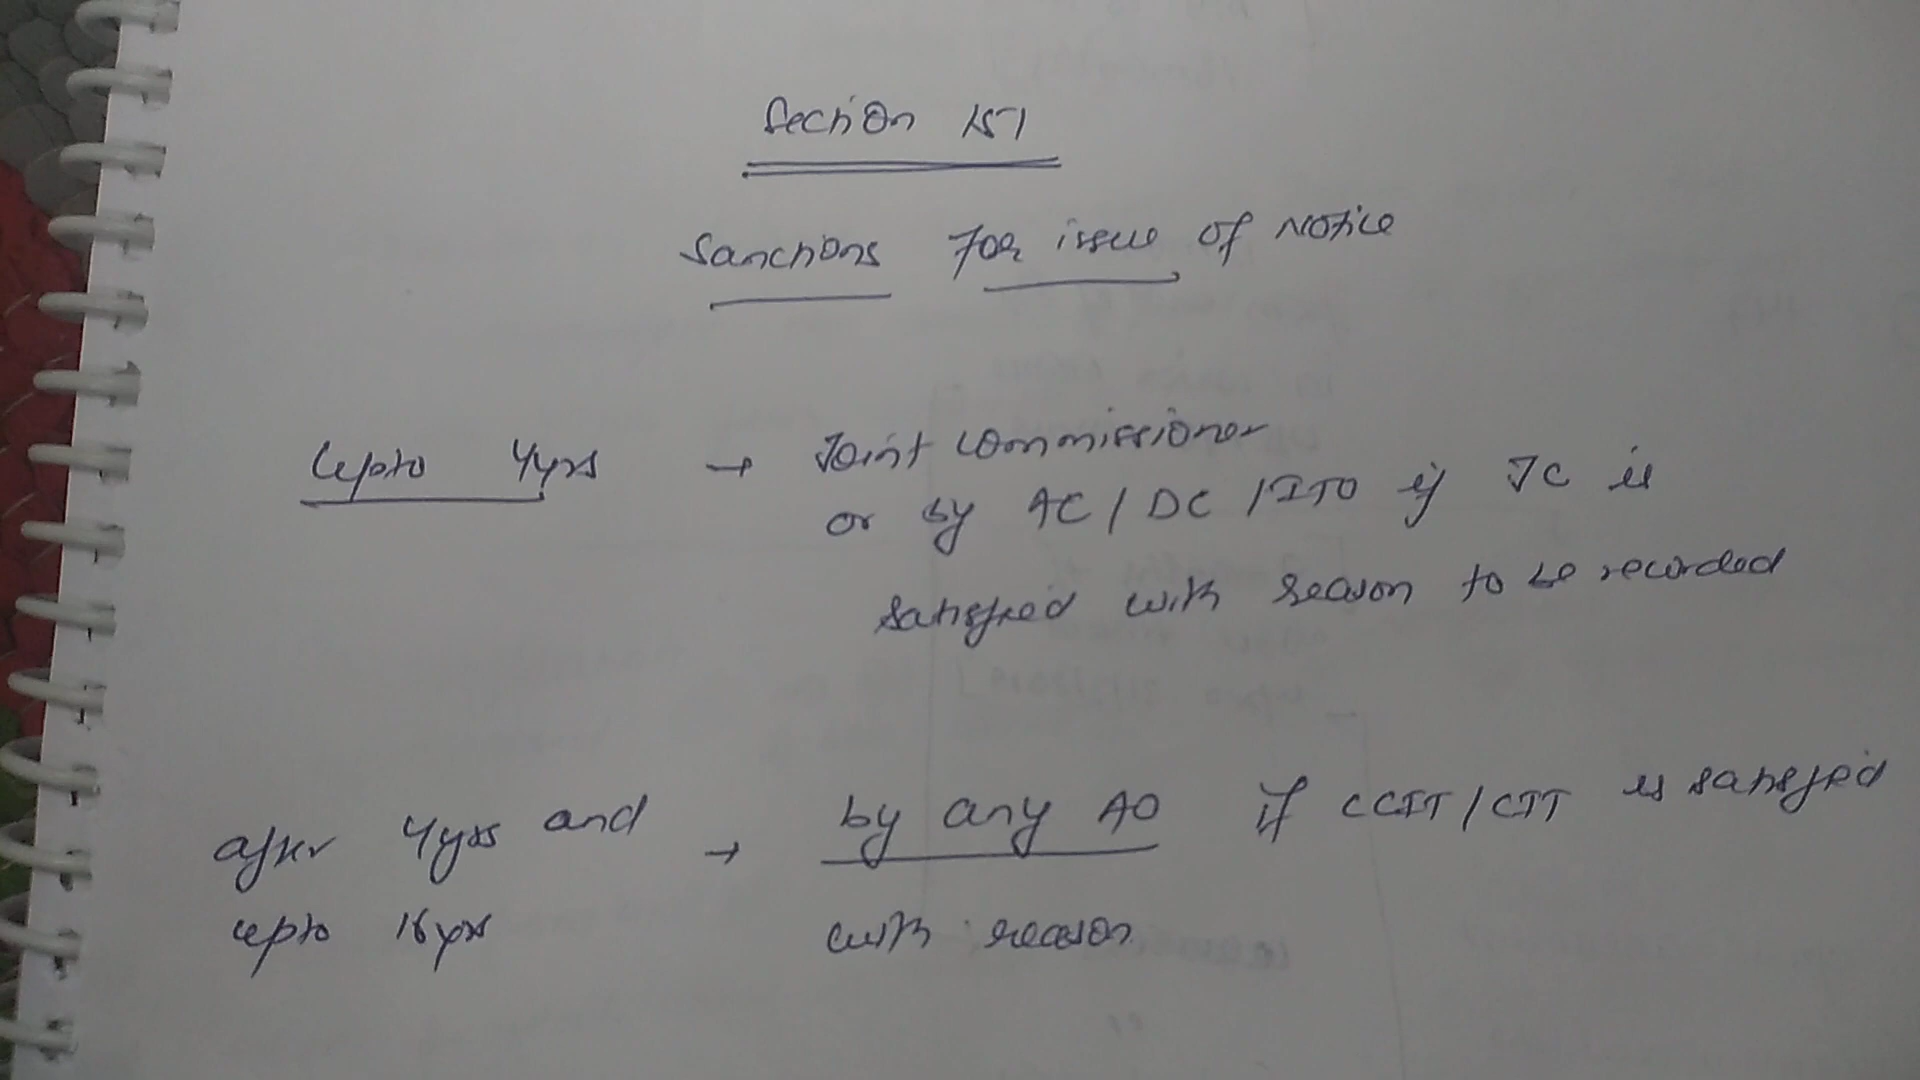 Section 151
Sanctions for issue of Notice
Upto 4yrs → Joint Commissioner
or by AC / DC / ITO if JC is
satisfied with reason to be recorded
after 4yrs and → by any AO if CCIT / CIT is satisfied
upto 16yrs with reason